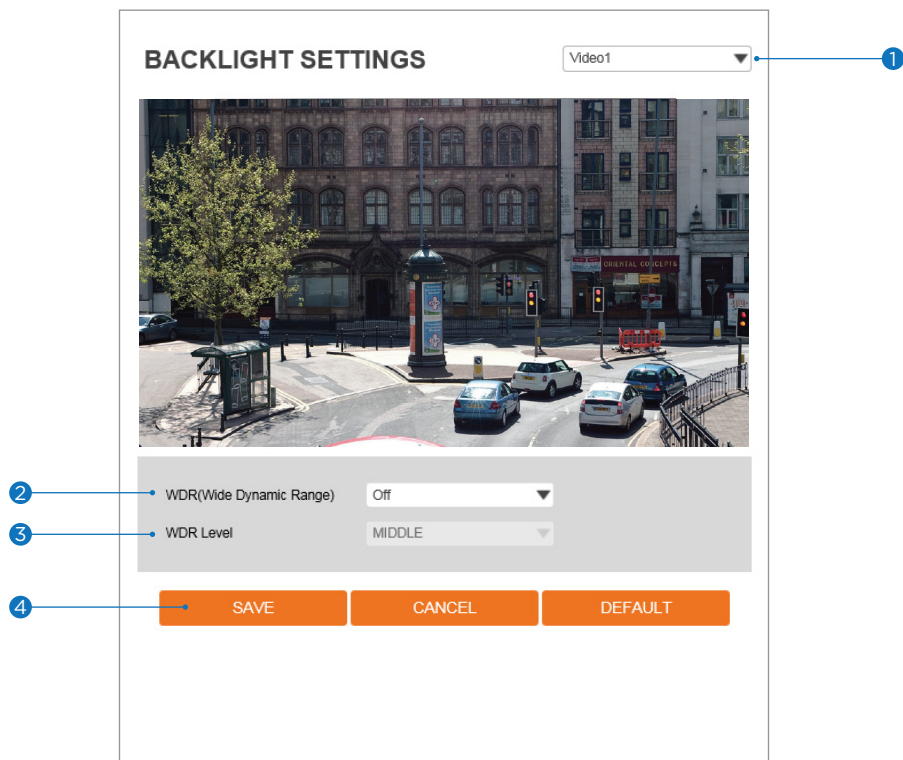 BACKLIGHT SETTINGS
Video1
1
ORIENTAL CONCEPTS
2
WDR(Wide Dynamic Range)
Off
3
WDR Level
MIDDLE
4
SAVE
CANCEL
DEFAULT